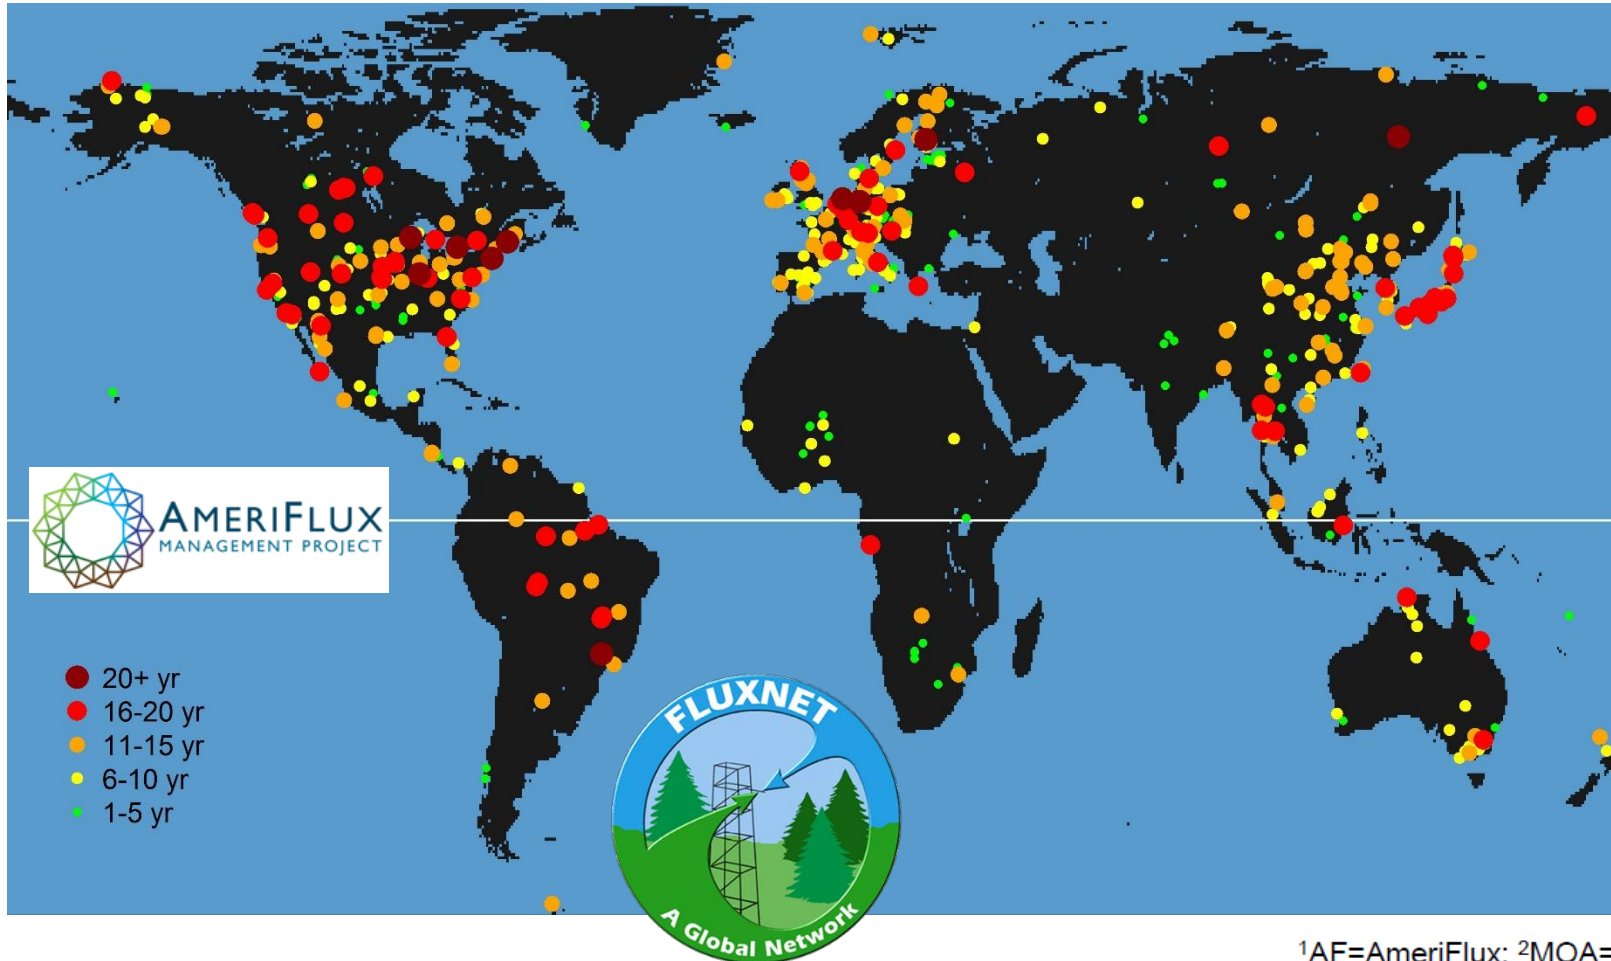 AMERIFLUX
MANAGEMENT PROJECT
20+ yr
16-20 yr
11-15 yr
6-10 yr
1-5 yr
FLUXNET
A Global Network
¹AF=AmeriFlux; ²MOA=